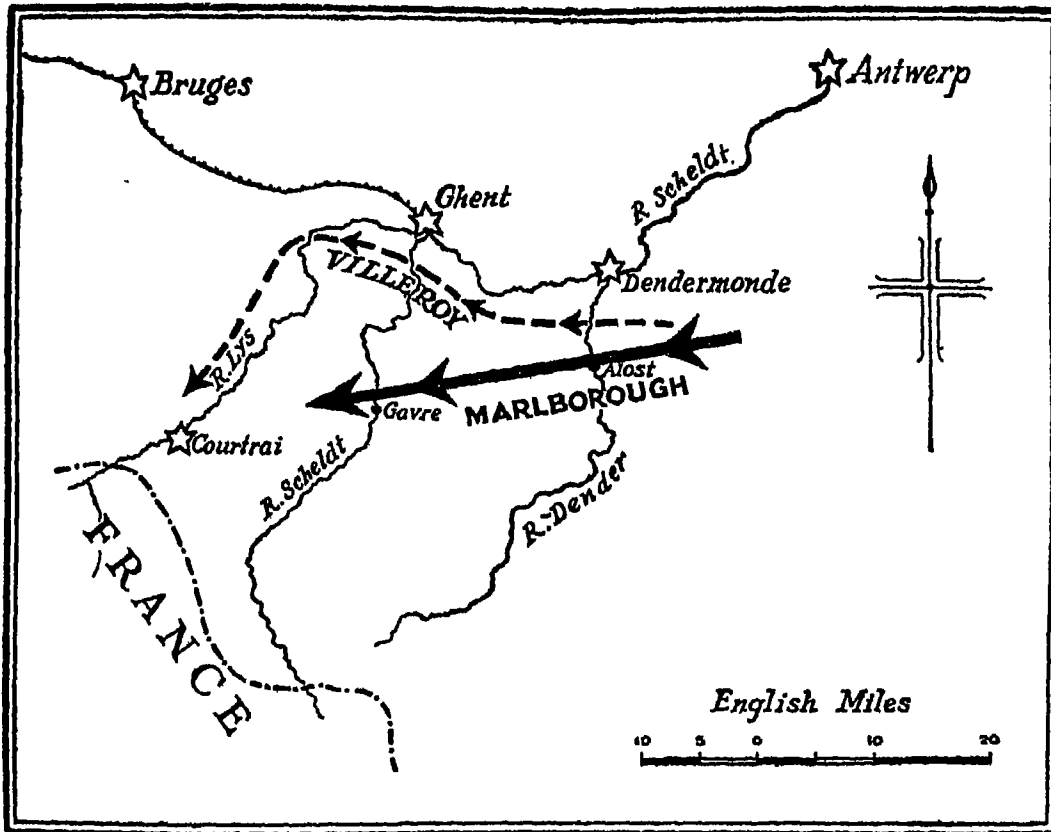 Bruges
Antwerp
Ghent
R Scheldt.
VILLEROY
Dendermonde
R. Lys
Alost
MARLBOROUGH
Gavre
Courtrai
R. Scheldt
R. Dender
FRANCE
English Miles
10 5 0 10 20